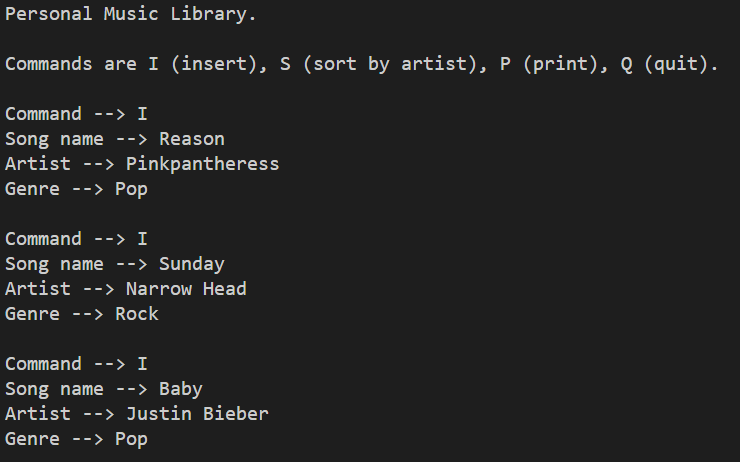 Personal Music Library.
Commands are I (insert), S (sort by artist), P (print), Q (quit).
Command --> I
Song name --> Reason
Artist --> Pinkpantheress
Genre --> Pop
Command --> I
Song name --> Sunday
Artist --> Narrow Head
Genre --> Rock
Command --> I
Song name --> Baby
Artist --> Justin Bieber
Genre --> Pop